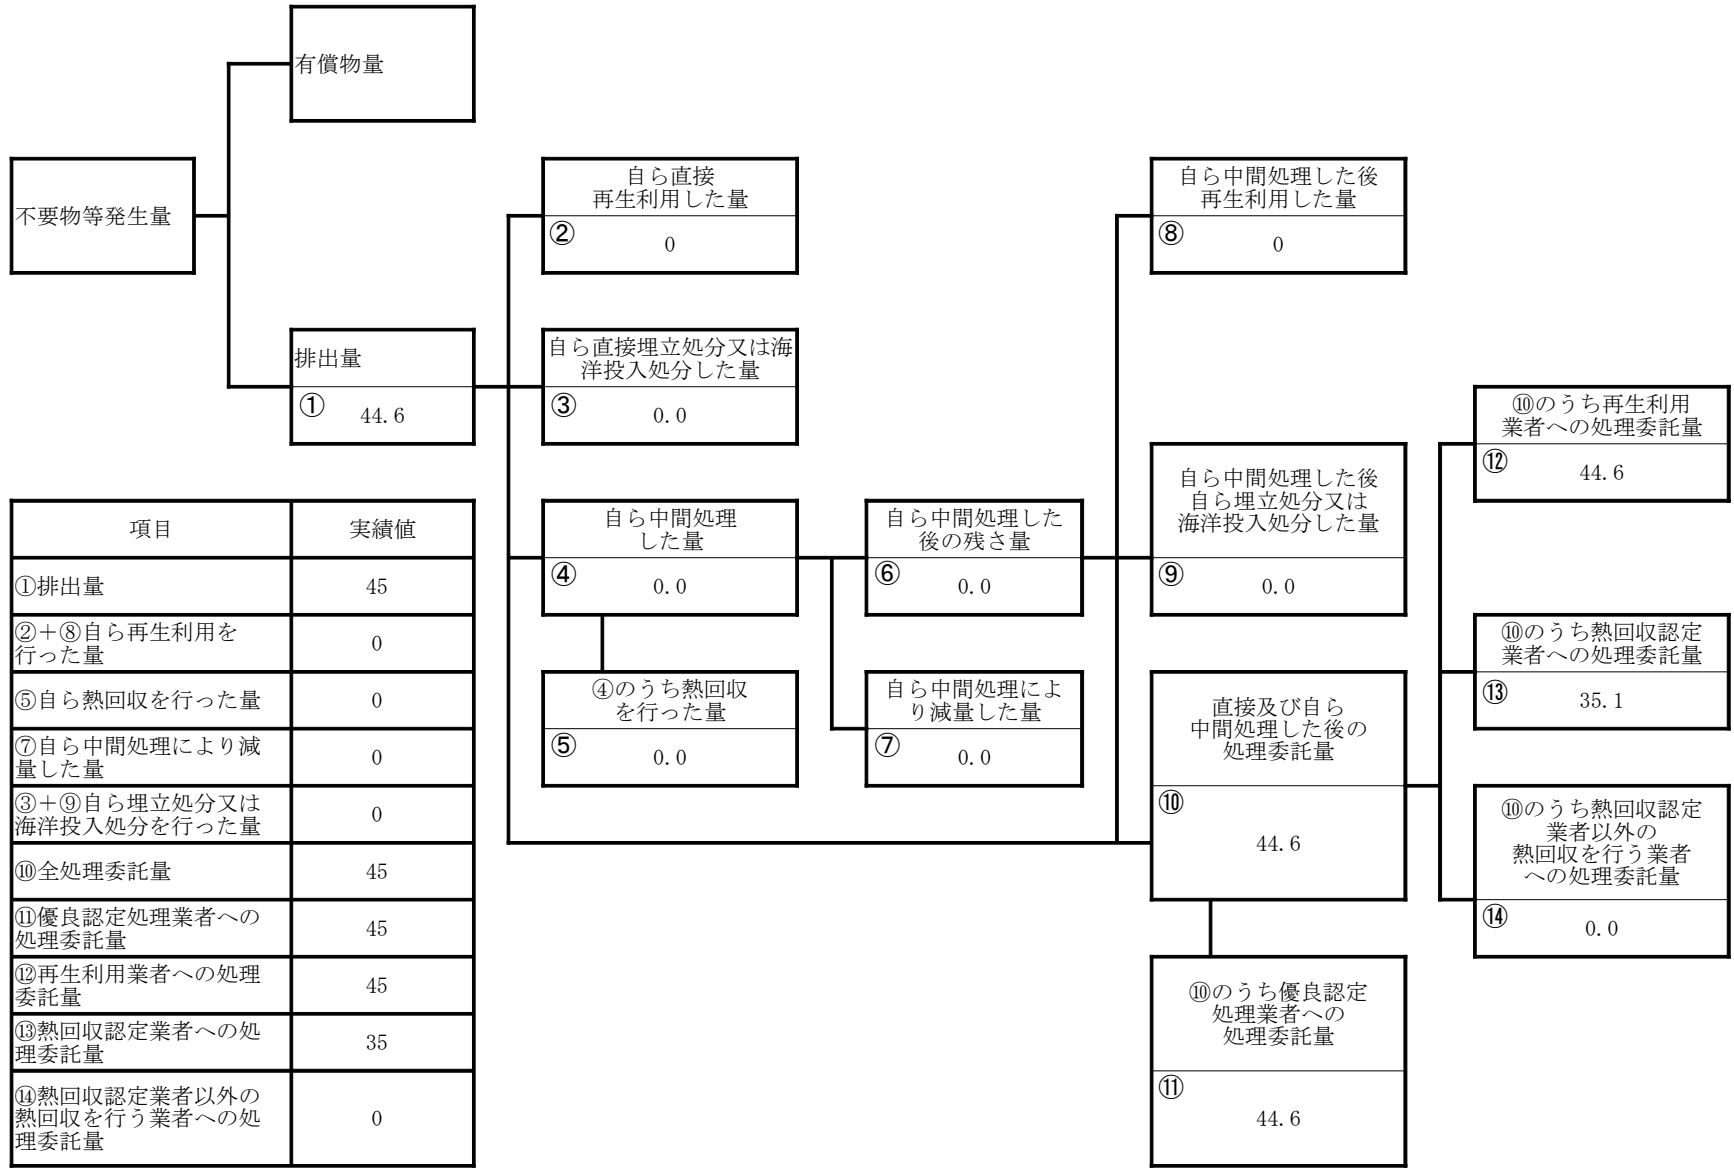 有償物量
不要物等発生量
排出量
①
44.6
自ら直接
再生利用した量
②
0
自ら直接埋立処分又は海
洋投入処分した量
③
0.0
自ら中間処理
した量
④
0.0
④のうち熱回収
を行った量
⑤
0.0
自ら中間処理した
後の残さ量
⑥
0.0
自ら中間処理によ
り減量した量
⑦
0.0
自ら中間処理した後
再生利用した量
⑧
0
自ら中間処理した後
自ら埋立処分又は
海洋投入処分した量
⑨
0.0
直接及び自ら
中間処理した後の
処理委託量
⑩
44.6
⑩のうち優良認定
処理業者への
処理委託量
⑪
44.6
⑩のうち再生利用
業者への処理委託量
⑫
44.6
⑩のうち熱回収認定
業者への処理委託量
⑬
35.1
⑩のうち熱回収認定
業者以外の
熱回収を行う業者
への処理委託量
⑭
0.0
項目 実績値
①排出量 45
②＋⑧自ら再生利用を
行った量 0
⑤自ら熱回収を行った量 0
⑦自ら中間処理により減
量した量 0
③＋⑨自ら埋立処分又は
海洋投入処分を行った量 0
⑩全処理委託量 45
⑪優良認定処理業者への
処理委託量 45
⑫再生利用業者への処理
委託量 45
⑬熱回収認定業者への処
理委託量 35
⑭熱回収認定業者以外の
熱回収を行う業者への処 0
理委託量